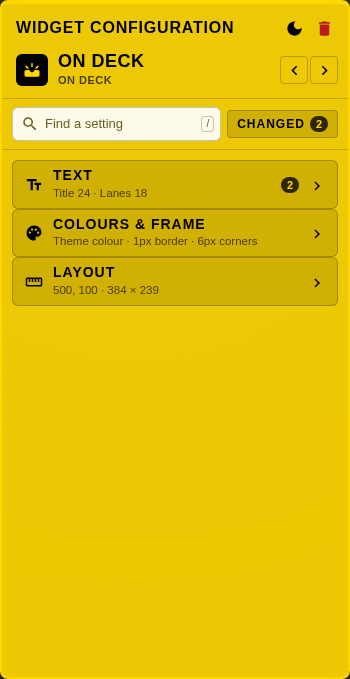 WIDGET CONFIGURATION
ON DECK
ON DECK
Find a setting
/
CHANGED 2
TEXT
Title 24 · Lanes 18
2
COLOURS & FRAME
Theme colour · 1px border · 6px corners
LAYOUT
500, 100 · 384 × 239